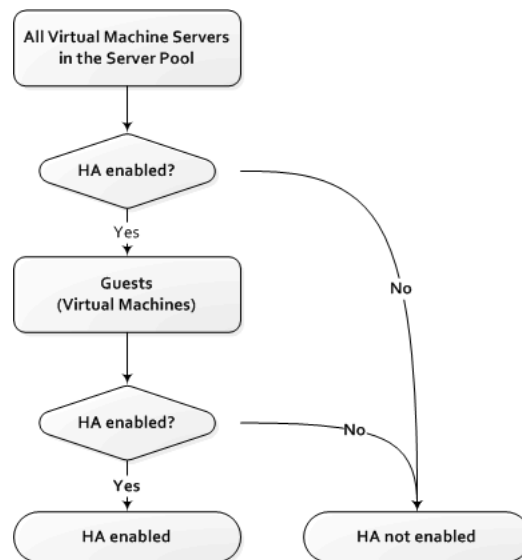 All Virtual Machine Servers
in the Server Pool
HA enabled?
Yes
Guests
(Virtual Machines)
No
HA enabled?
No
Yes
HA enabled
HA not enabled